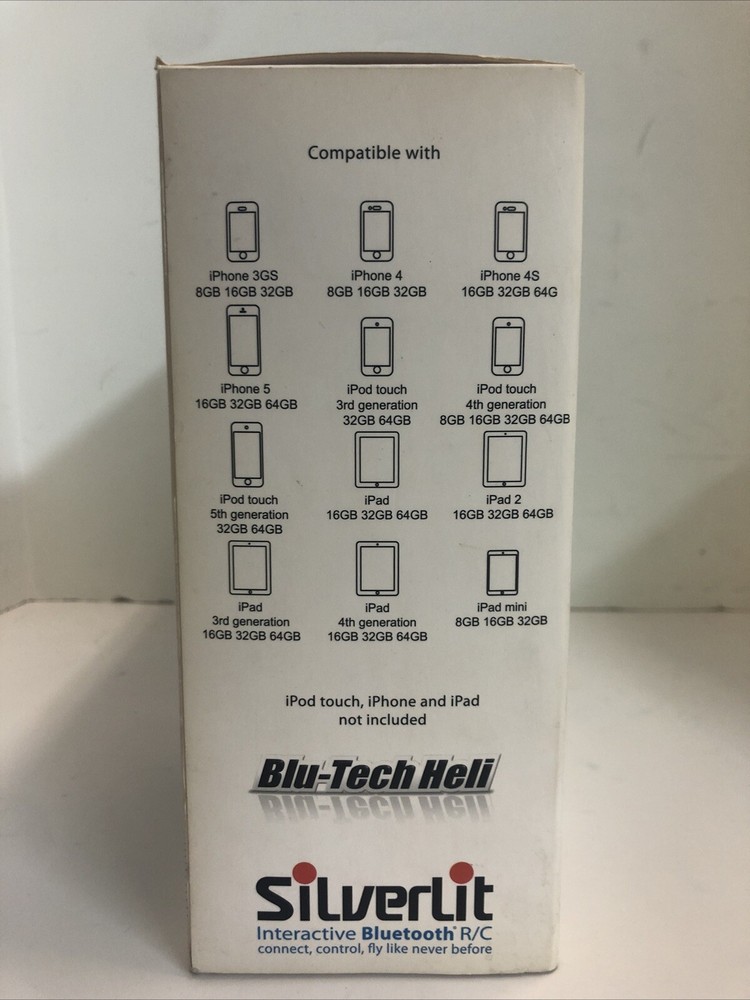 Compatible with
iPhone 3GS
8GB 16GB 32GB
iPhone 4
8GB 16GB 32GB
iPhone 4S
16GB 32GB 64G
iPhone 5
16GB 32GB 64GB
iPod touch
3rd generation
32GB 64GB
iPod touch
4th generation
8GB 16GB 32GB 64GB
iPod touch
5th generation
32GB 64GB
iPad
16GB 32GB 64GB
iPad 2
16GB 32GB 64GB
iPad
3rd generation
16GB 32GB 64GB
iPad
4th generation
16GB 32GB 64GB
iPad mini
8GB 16GB 32GB
iPod touch, iPhone and iPad
not included
Blu-Tech Heli
Silverlit
Interactive Bluetooth® R/C
connect, control, fly like never before